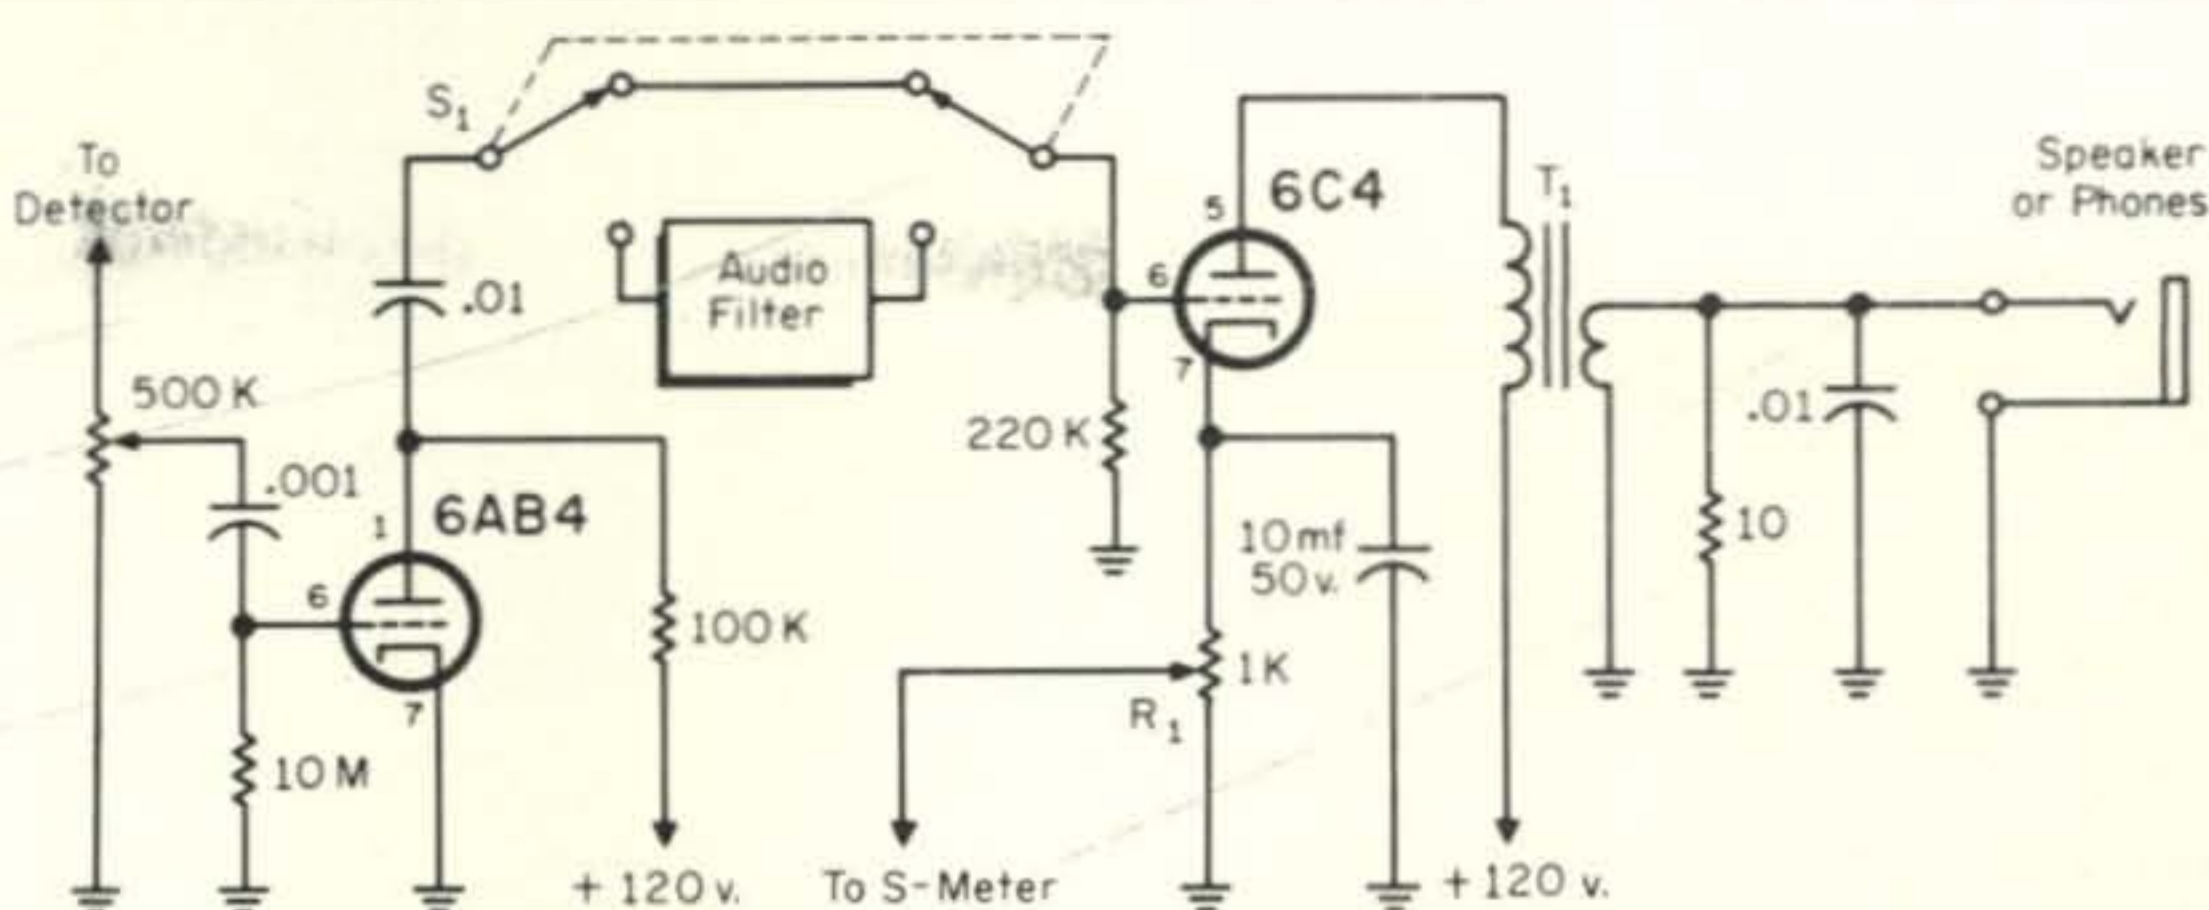 S1
To
Detector
500 K
.001
6
10 M
.01
1
6AB4
7
100 K
+ 120 v.
Audio
Filter
To S-Meter
220 K
6
5
6C4
7
10 mf
50 v.
1 K
R1
T1
+ 120 v.
10
.01
Speaker
or Phones